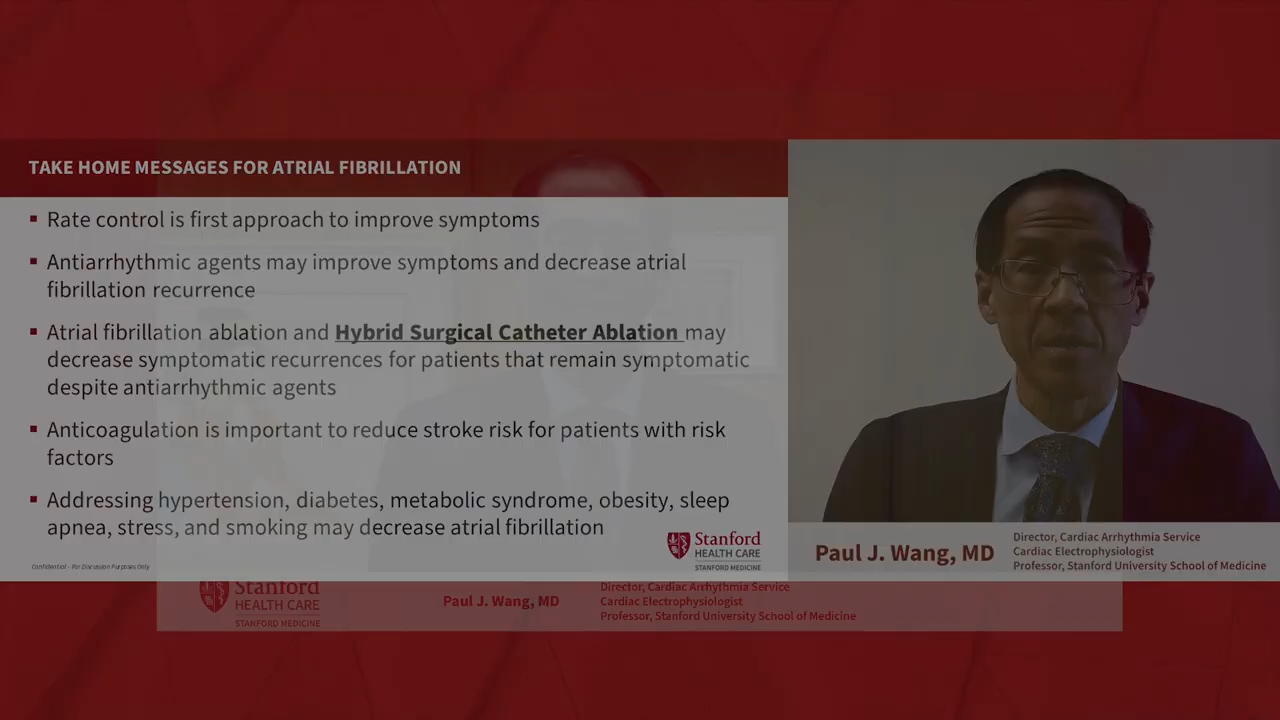 TAKE HOME MESSAGES FOR ATRIAL FIBRILLATION
▪ Rate control is first approach to improve symptoms
▪ Antiarrhythmic agents may improve symptoms and decrease atrial
fibrillation recurrence
▪ Atrial fibrillation ablation and Hybrid Surgical Catheter Ablation may
decrease symptomatic recurrences for patients that remain symptomatic
despite antiarrhythmic agents
▪ Anticoagulation is important to reduce stroke risk for patients with risk
factors
▪ Addressing hypertension, diabetes, metabolic syndrome, obesity, sleep
apnea, stress, and smoking may decrease atrial fibrillation
Confidential - For Discussion Purposes Only
Stanford
HEALTH CARE
STANFORD MEDICINE
Paul J. Wang, MD
Director, Cardiac Arrhythmia Service
Cardiac Electrophysiologist
Professor, Stanford University School of Medicine
Stanford
HEALTH CARE
STANFORD MEDICINE
Paul J. Wang, MD
Director, Cardiac Arrhythmia Service
Cardiac Electrophysiologist
Professor, Stanford University School of Medicine